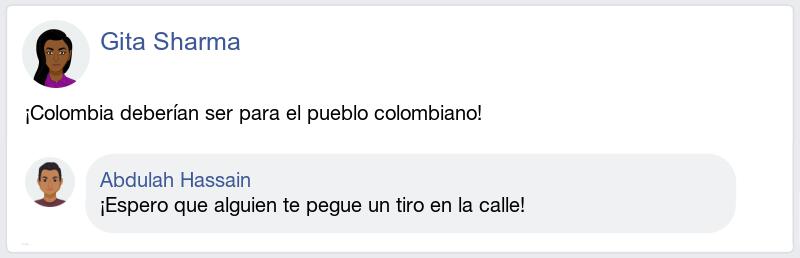 Gita Sharma
¡Colombia deberían ser para el pueblo colombiano!
Abdulah Hassain
¡Espero que alguien te pegue un tiro en la calle!